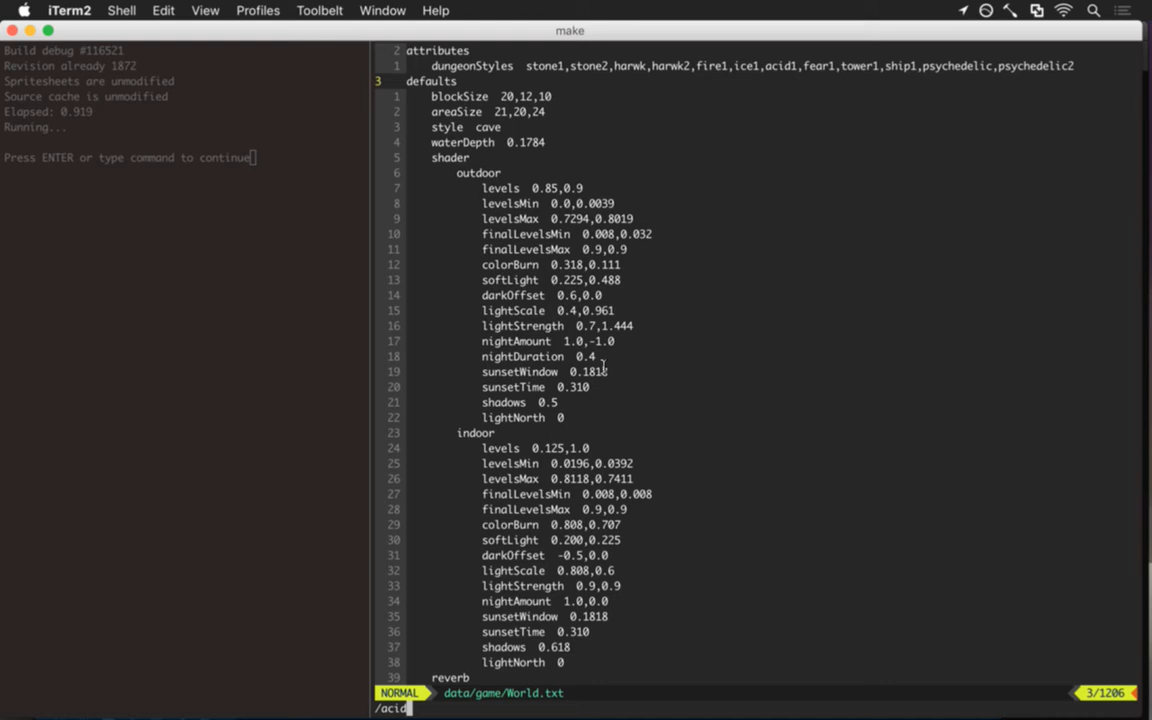 iTerm2 Shell Edit View Profiles Toolbelt Window Help
make
Build debug #116521
Revision already 1872
Spritesheets are unmodified
Source cache is unmodified
Elapsed: 0.919
Running...
Press ENTER or type command to continue
2 attributes
1 dungeonStyles stone1,stone2,harwk,harwk2,fire1,ice1,acid1,fear1,tower1,ship1,psychedelic,psychedelic2
3 defaults
1 blockSize 20,12,10
2 areaSize 21,20,24
3 style cave
4 waterDepth 0.1784
5 shader
6 outdoor
7 levels 0.85,0.9
8 levelsMin 0.0,0.0039
9 levelsMax 0.7294,0.8019
10 finalLevelsMin 0.008,0.032
11 finalLevelsMax 0.9,0.9
12 colorBurn 0.318,0.111
13 softLight 0.225,0.488
14 darkOffset 0.6,0.0
15 lightScale 0.4,0.961
16 lightStrength 0.7,1.444
17 nightAmount 1.0,-1.0
18 nightDuration 0.4
19 sunsetWindow 0.1818
20 sunsetTime 0.310
21 shadows 0.5
22 lightNorth 0
23 indoor
24 levels 0.125,1.0
25 levelsMin 0.0196,0.0392
26 levelsMax 0.8118,0.7411
27 finalLevelsMin 0.008,0.008
28 finalLevelsMax 0.9,0.9
29 colorBurn 0.808,0.707
30 softLight 0.200,0.225
31 darkOffset -0.5,0.0
32 lightScale 0.808,0.6
33 lightStrength 0.9,0.9
34 nightAmount 1.0,0.0
35 sunsetWindow 0.1818
36 sunsetTime 0.310
37 shadows 0.618
38 lightNorth 0
39 reverb
NORMAL data/game/World.txt 3/1206
/acid